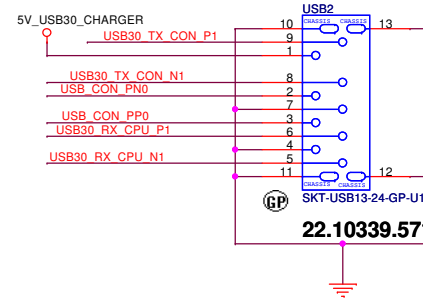 USB2
5V_USB30_CHARGER
10 CHASSIS CHASSIS 13
USB30_TX_CON_P1 9
1
USB30_TX_CON_N1 8
USB_CON_PN0 2
7
USB_CON_PP0 3
USB30_RX_CPU_P1 6
4
USB30_RX_CPU_N1 5
11 CHASSIS CHASSIS 12
GP SKT-USB13-24-GP-U1
22.10339.571